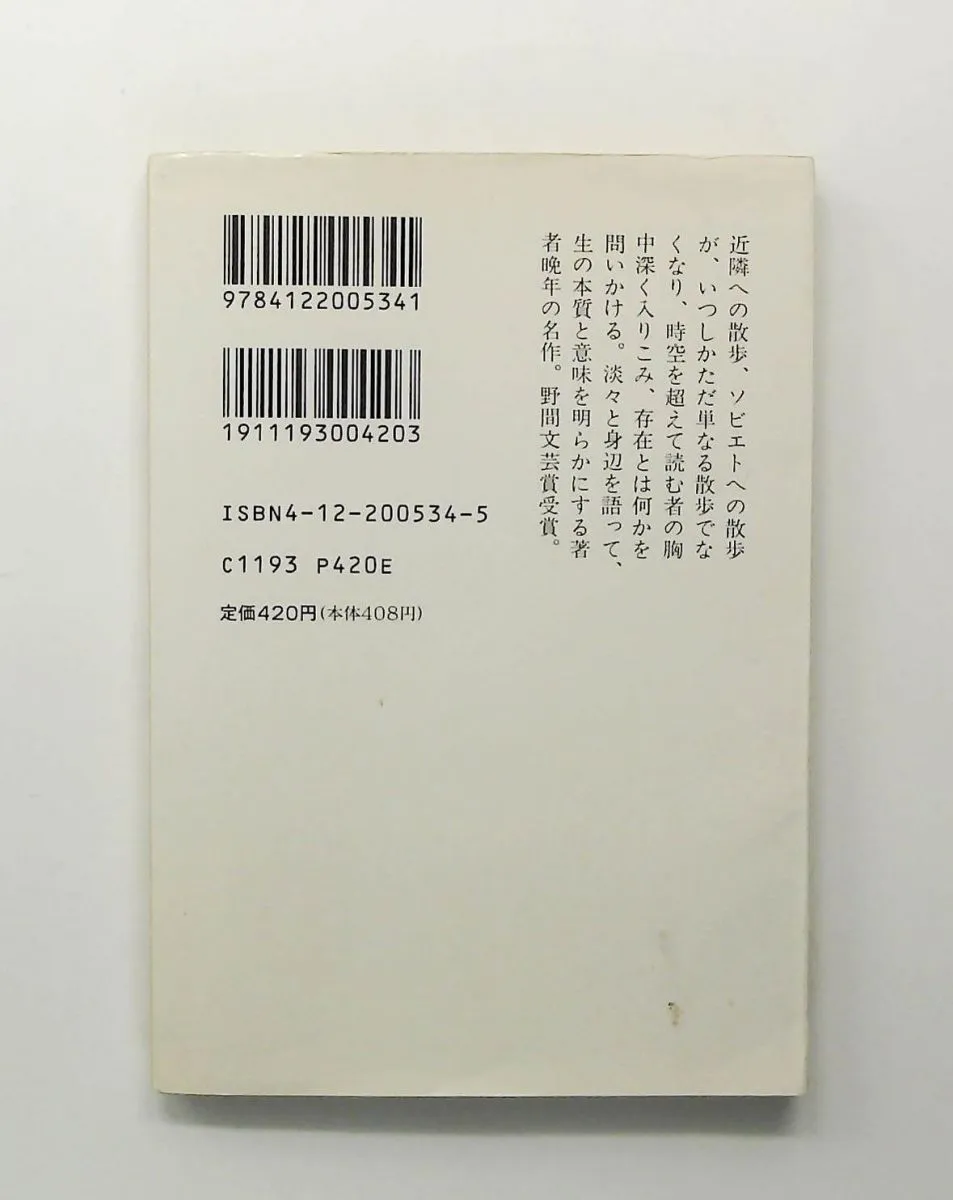 近隣への散歩、ソビエトへの散歩
が、いつしかただ単なる散歩でな
くなり、時空を超えて読む者の胸
中深く入りこみ、存在とは何かを
問いかける。淡々と身辺を語って、
生の本質と意味を明らかにする著
者晩年の名作。野間文芸賞受賞。
9784122005341
1911193004203
ISBN4-12-200534-5
C1193 P420E
定価420円(本体408円)